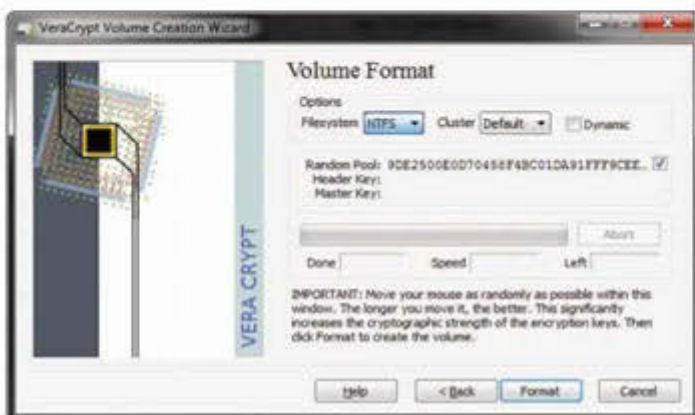 VeraCrypt Volume Creation Wizard
Volume Format
Options
Filesystem NTFS Cluster Default Dynamic
Random Pool: 9DE2500E0D70458F4BC01DA91FFF9CEE..
Header Key:
Master Key:
Abort
Done Speed Left
IMPORTANT: Move your mouse as randomly as possible within this
window. The longer you move it, the better. This significantly
increases the cryptographic strength of the encryption keys. Then
click Format to create the volume.
VERA CRYPT
Help < Back Format Cancel